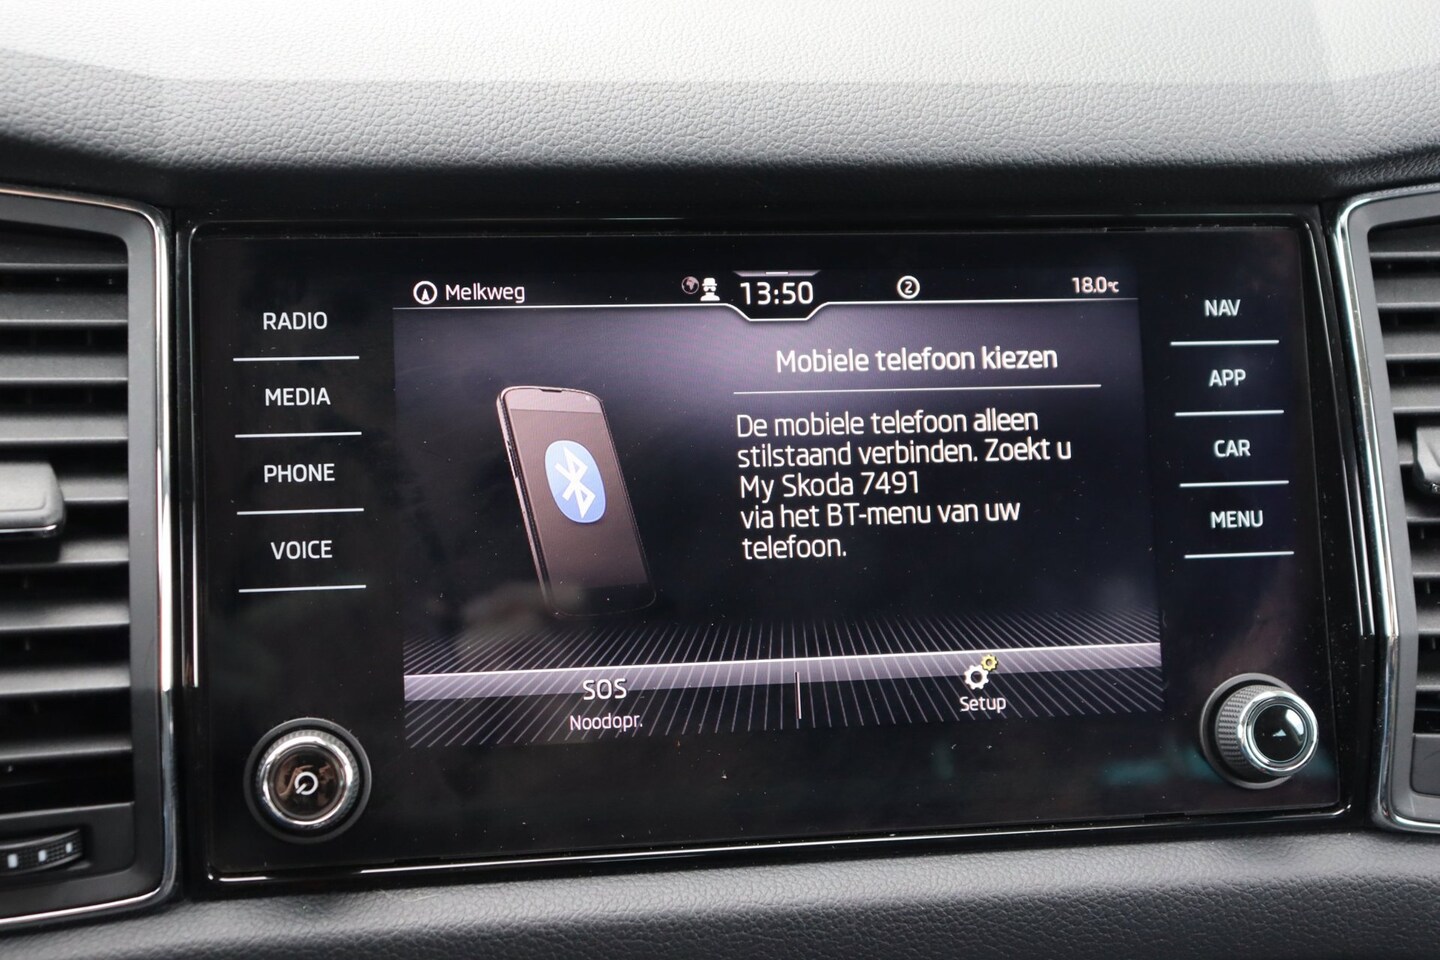 Melkweg
13:50
2
18.0°C
RADIO
MEDIA
PHONE
VOICE
Mobiele telefoon kiezen
De mobiele telefoon alleen
stilstaand verbinden. Zoekt u
My Skoda 7491
via het BT-menu van uw
telefoon.
NAV
APP
CAR
MENU
SOS
Noodopr.
Setup